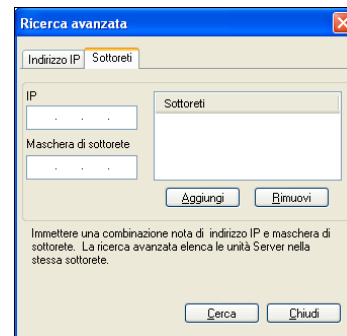 Ricerca avanzata
Indirizzo IP
Sottoreti
IP
Sottoreti
. . .
Maschera di sottorete
. . .
Aggiungi
Rimuovi
Immettere una combinazione nota di indirizzo IP e maschera di
sottorete. La ricerca avanzata elenca le unità Server nella
stessa sottorete.
Cerca
Chiudi